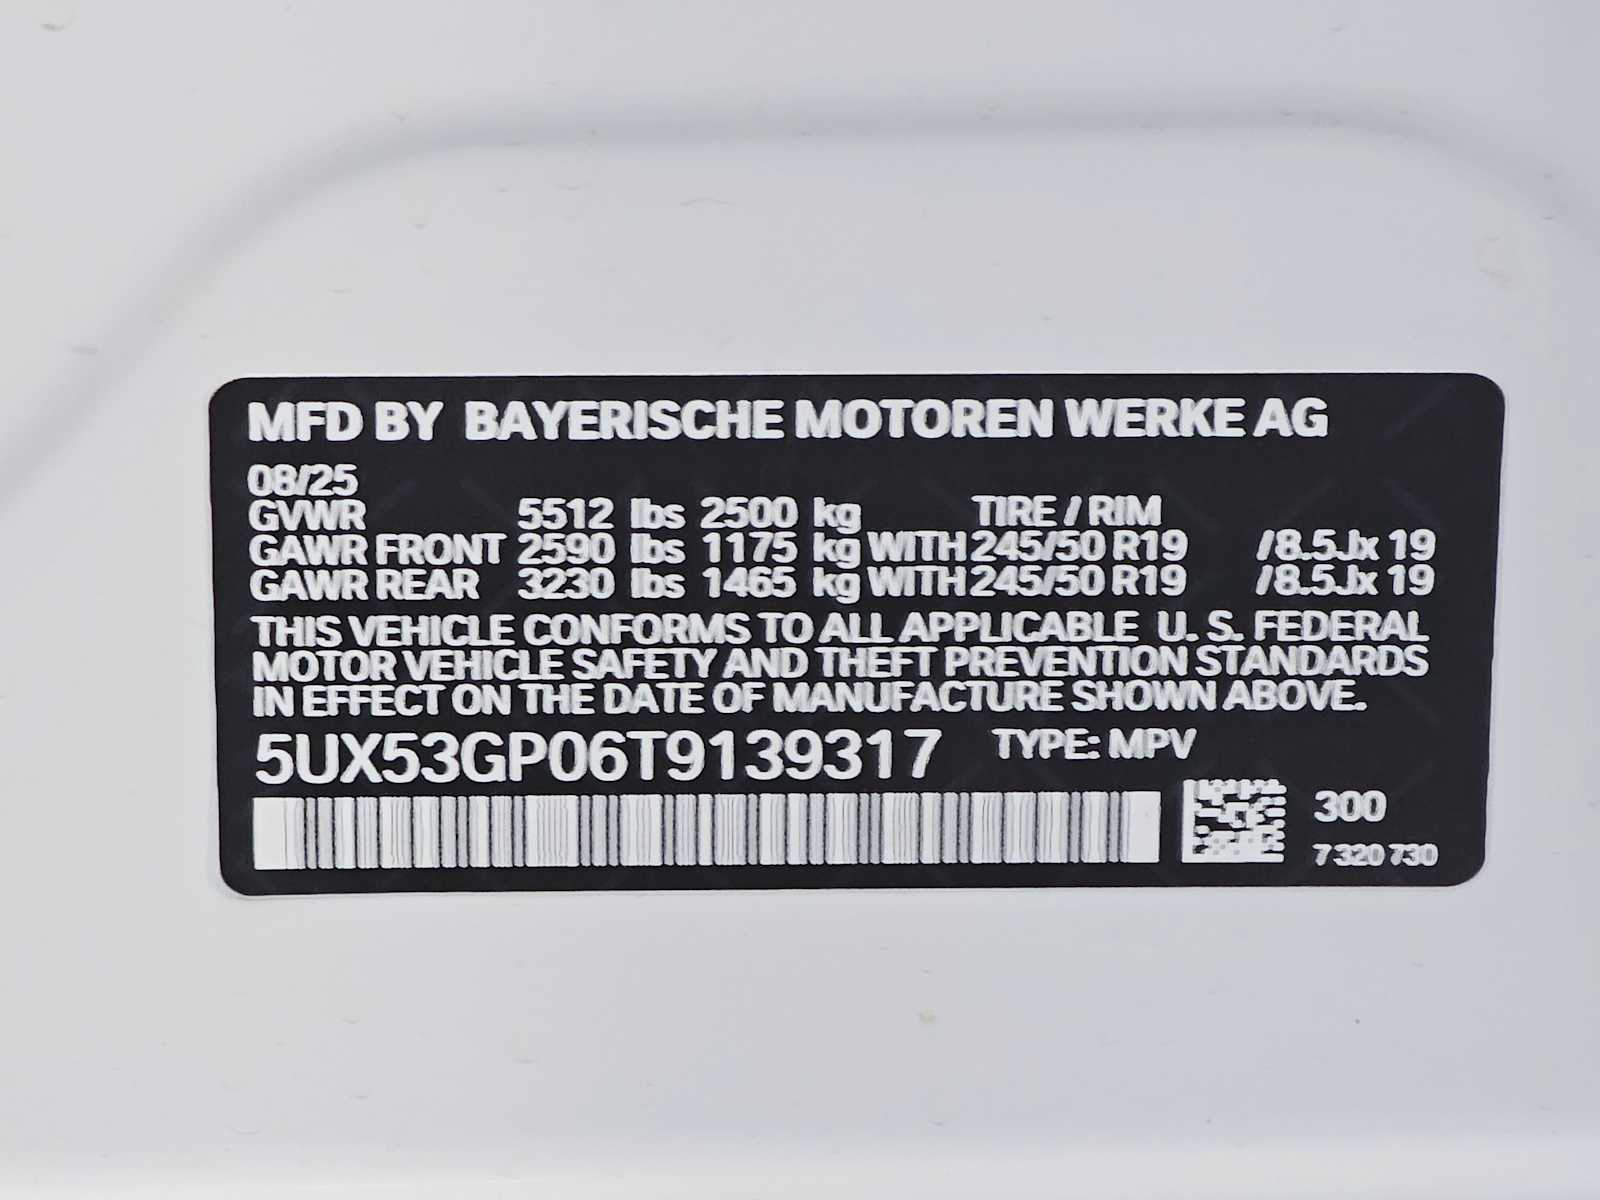 MFD BY BAYERISCHE MOTOREN WERKE AG
08/25
GVWR 5512 lbs 2500 kg TIRE / RIM
GAWR FRONT 2590 lbs 1175 kg WITH 245/50 R19 /8.5Jx 19
GAWR REAR 3230 lbs 1465 kg WITH 245/50 R19 /8.5Jx 19
THIS VEHICLE CONFORMS TO ALL APPLICABLE U. S. FEDERAL
MOTOR VEHICLE SAFETY AND THEFT PREVENTION STANDARDS
IN EFFECT ON THE DATE OF MANUFACTURE SHOWN ABOVE.
5UX53GP06T9139317 TYPE: MPV
300
7 320 730